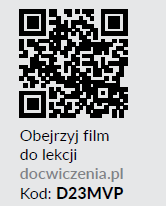 Obejrzyj film
do lekcji
docwiczenia.pl
Kod: D23MVP